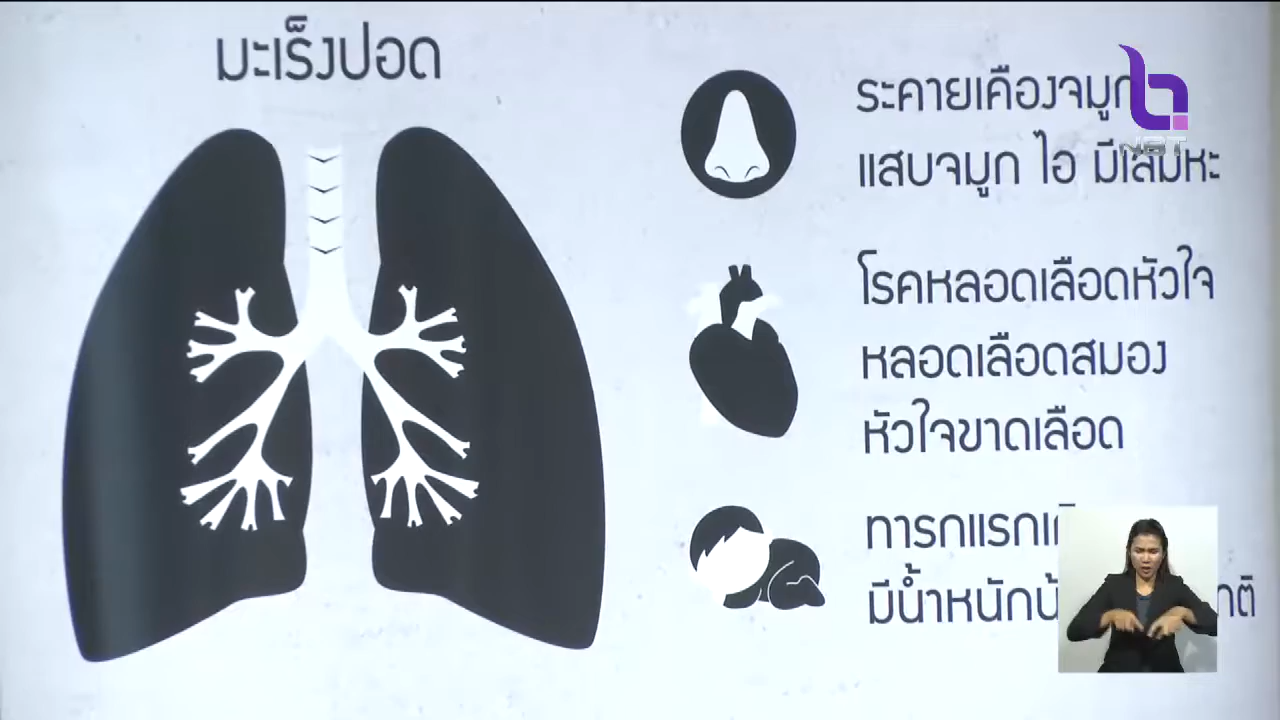 มะเร็งปอด
ระคายเคืองจมูก
แสบจมูก ไอ มีเสมหะ
โรคหลอดเลือดหัวใจ
หลอดเลือดสมอง
หัวใจขาดเลือด
ทารกแรก
มีน้ำหนัก
NBT